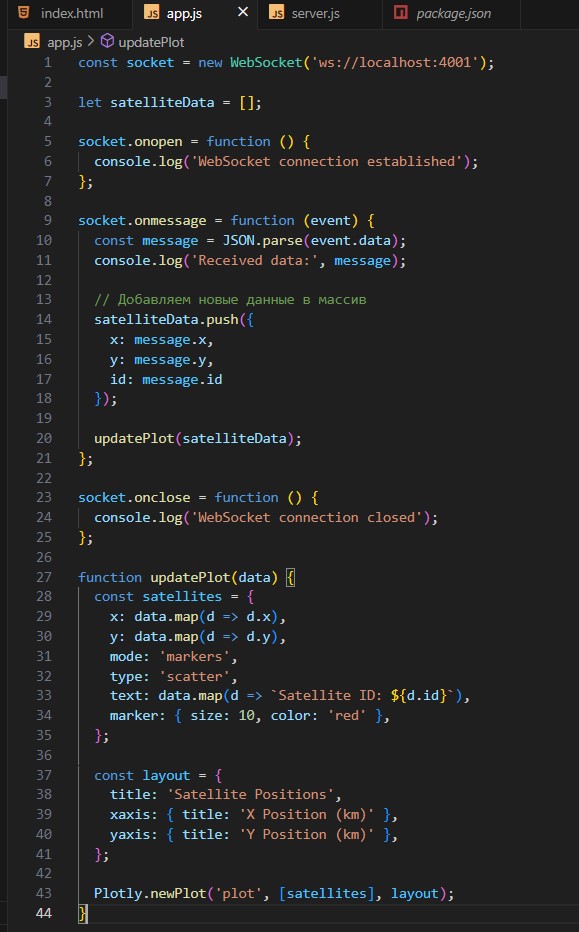 index.html app.js × server.js package.json
app.js > updatePlot
1 const socket = new WebSocket('ws://localhost:4001');
2
3 let satelliteData = [];
4
5 socket.onopen = function () {
6   console.log('WebSocket connection established');
7 };
8
9 socket.onmessage = function (event) {
10   const message = JSON.parse(event.data);
11   console.log('Received data:', message);
12
13   // Добавляем новые данные в массив
14   satelliteData.push({
15     x: message.x,
16     y: message.y,
17     id: message.id
18   });
19
20   updatePlot(satelliteData);
21 };
22
23 socket.onclose = function () {
24   console.log('WebSocket connection closed');
25 };
26
27 function updatePlot(data) {
28   const satellites = {
29     x: data.map(d => d.x),
30     y: data.map(d => d.y),
31     mode: 'markers',
32     type: 'scatter',
33     text: data.map(d => `Satellite ID: ${d.id}`),
34     marker: { size: 10, color: 'red' },
35   };
36
37   const layout = {
38     title: 'Satellite Positions',
39     xaxis: { title: 'X Position (km)' },
40     yaxis: { title: 'Y Position (km)' },
41   };
42
43   Plotly.newPlot('plot', [satellites], layout);
44 }